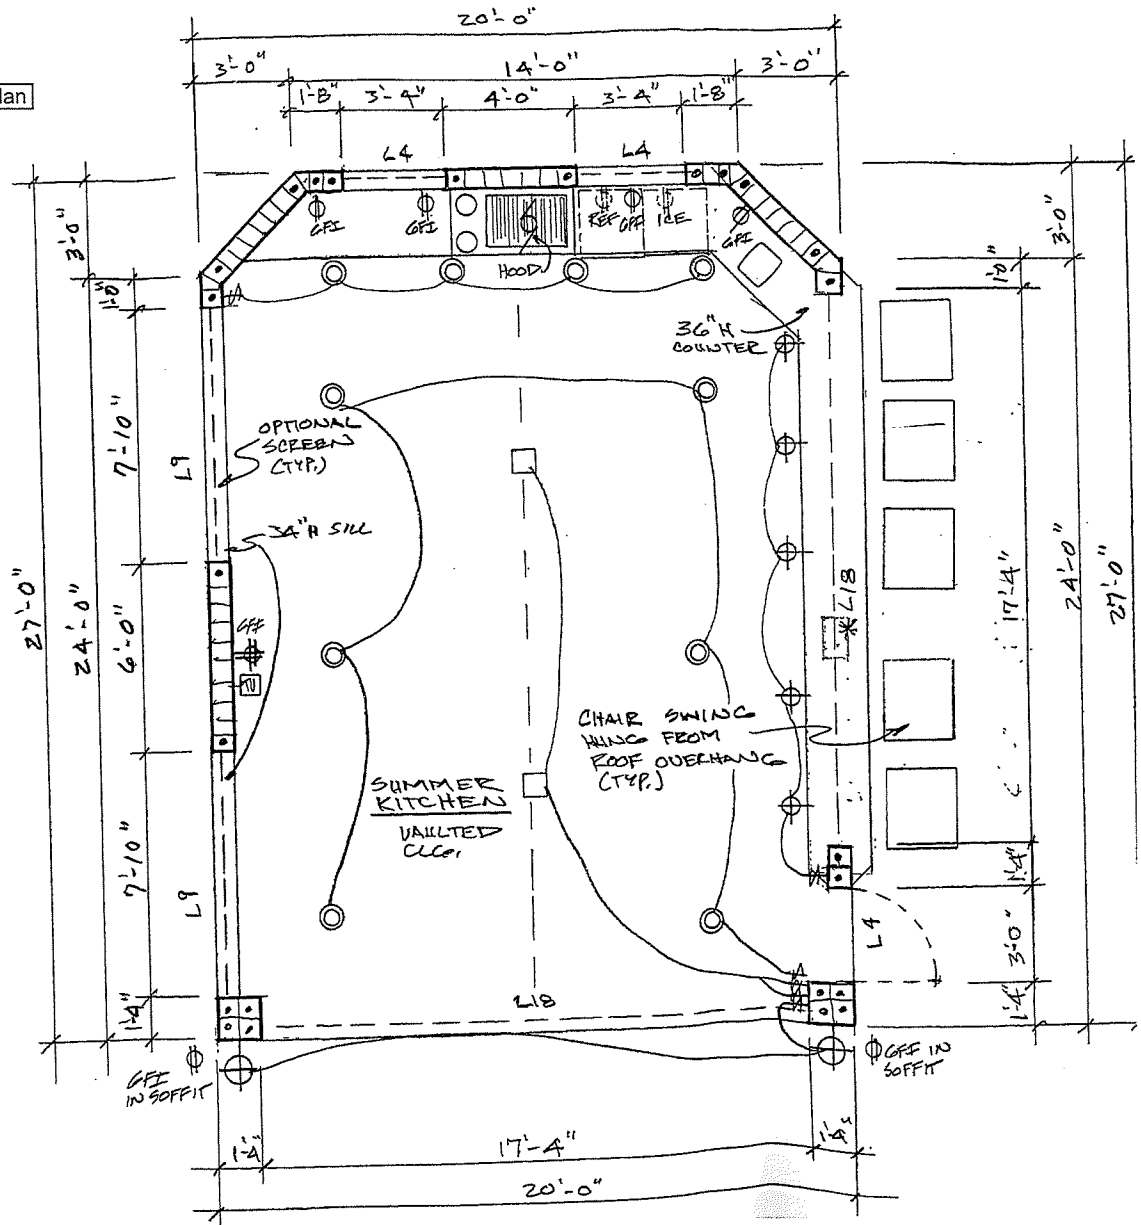 20'-0"
3'-0"
14'-0"
3'-0"
lan
1'-8"
3'-4"
4'-0"
3'-4"
1'-8"
L4
L4
GFI
GFI
REF
GFI
ICE
GFI
HOOD
3'-0"
1'-0"
3'-0"
1'-0"
36"H
COUNTER
OPTIONAL
SCREEN
(TYP.)
7'-10"
L9
34"H SILL
27'-0"
24'-0"
6'-0"
GFI
L18
17'-4"
24'-0"
27'-0"
CHAIR SWING
HUNG FROM
ROOF OVERHANG
(TYP.)
SUMMER
KITCHEN
VAULTED
CLG.
7'-10"
L9
1'-4"
L4
3'-0"
1'-4"
L18
1'-4"
GFI
IN SOFFIT
GFI IN
SOFFIT
1'-4"
17'-4"
1'-4"
20'-0"